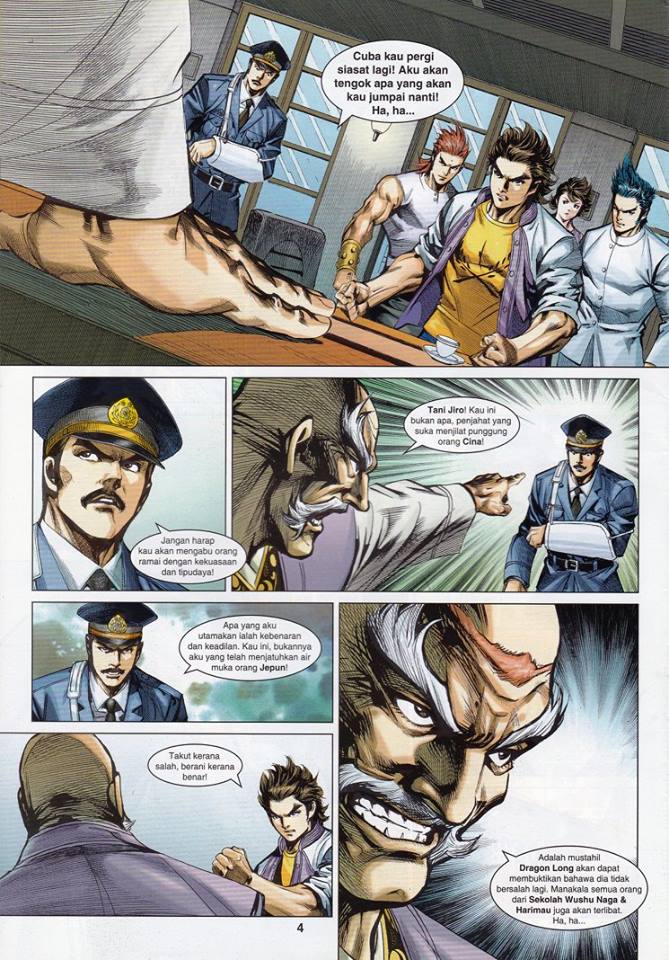 Cuba kau pergi
siasat lagi! Aku akan
tengok apa yang akan
kau jumpai nanti!
Ha, ha...
Tani Jiro! Kau ini
bukan apa, penjahat yang
suka menjilat punggung
orang Cina!
Jangan harap
kau akan mengabu orang
ramai dengan kekuasaan
dan tipudaya!
Apa yang aku
utamakan ialah kebenaran
dan keadilan. Kau ini, bukannya
aku yang telah menjatuhkan air
muka orang Jepun!
Takut kerana
salah, berani kerana
benar!
Adalah mustahil
Dragon Long akan dapat
membuktikan bahawa dia tidak
bersalah lagi. Manakala semua orang
dari Sekolah Wushu Naga &
Harimau juga akan terlibat.
Ha, ha...
4